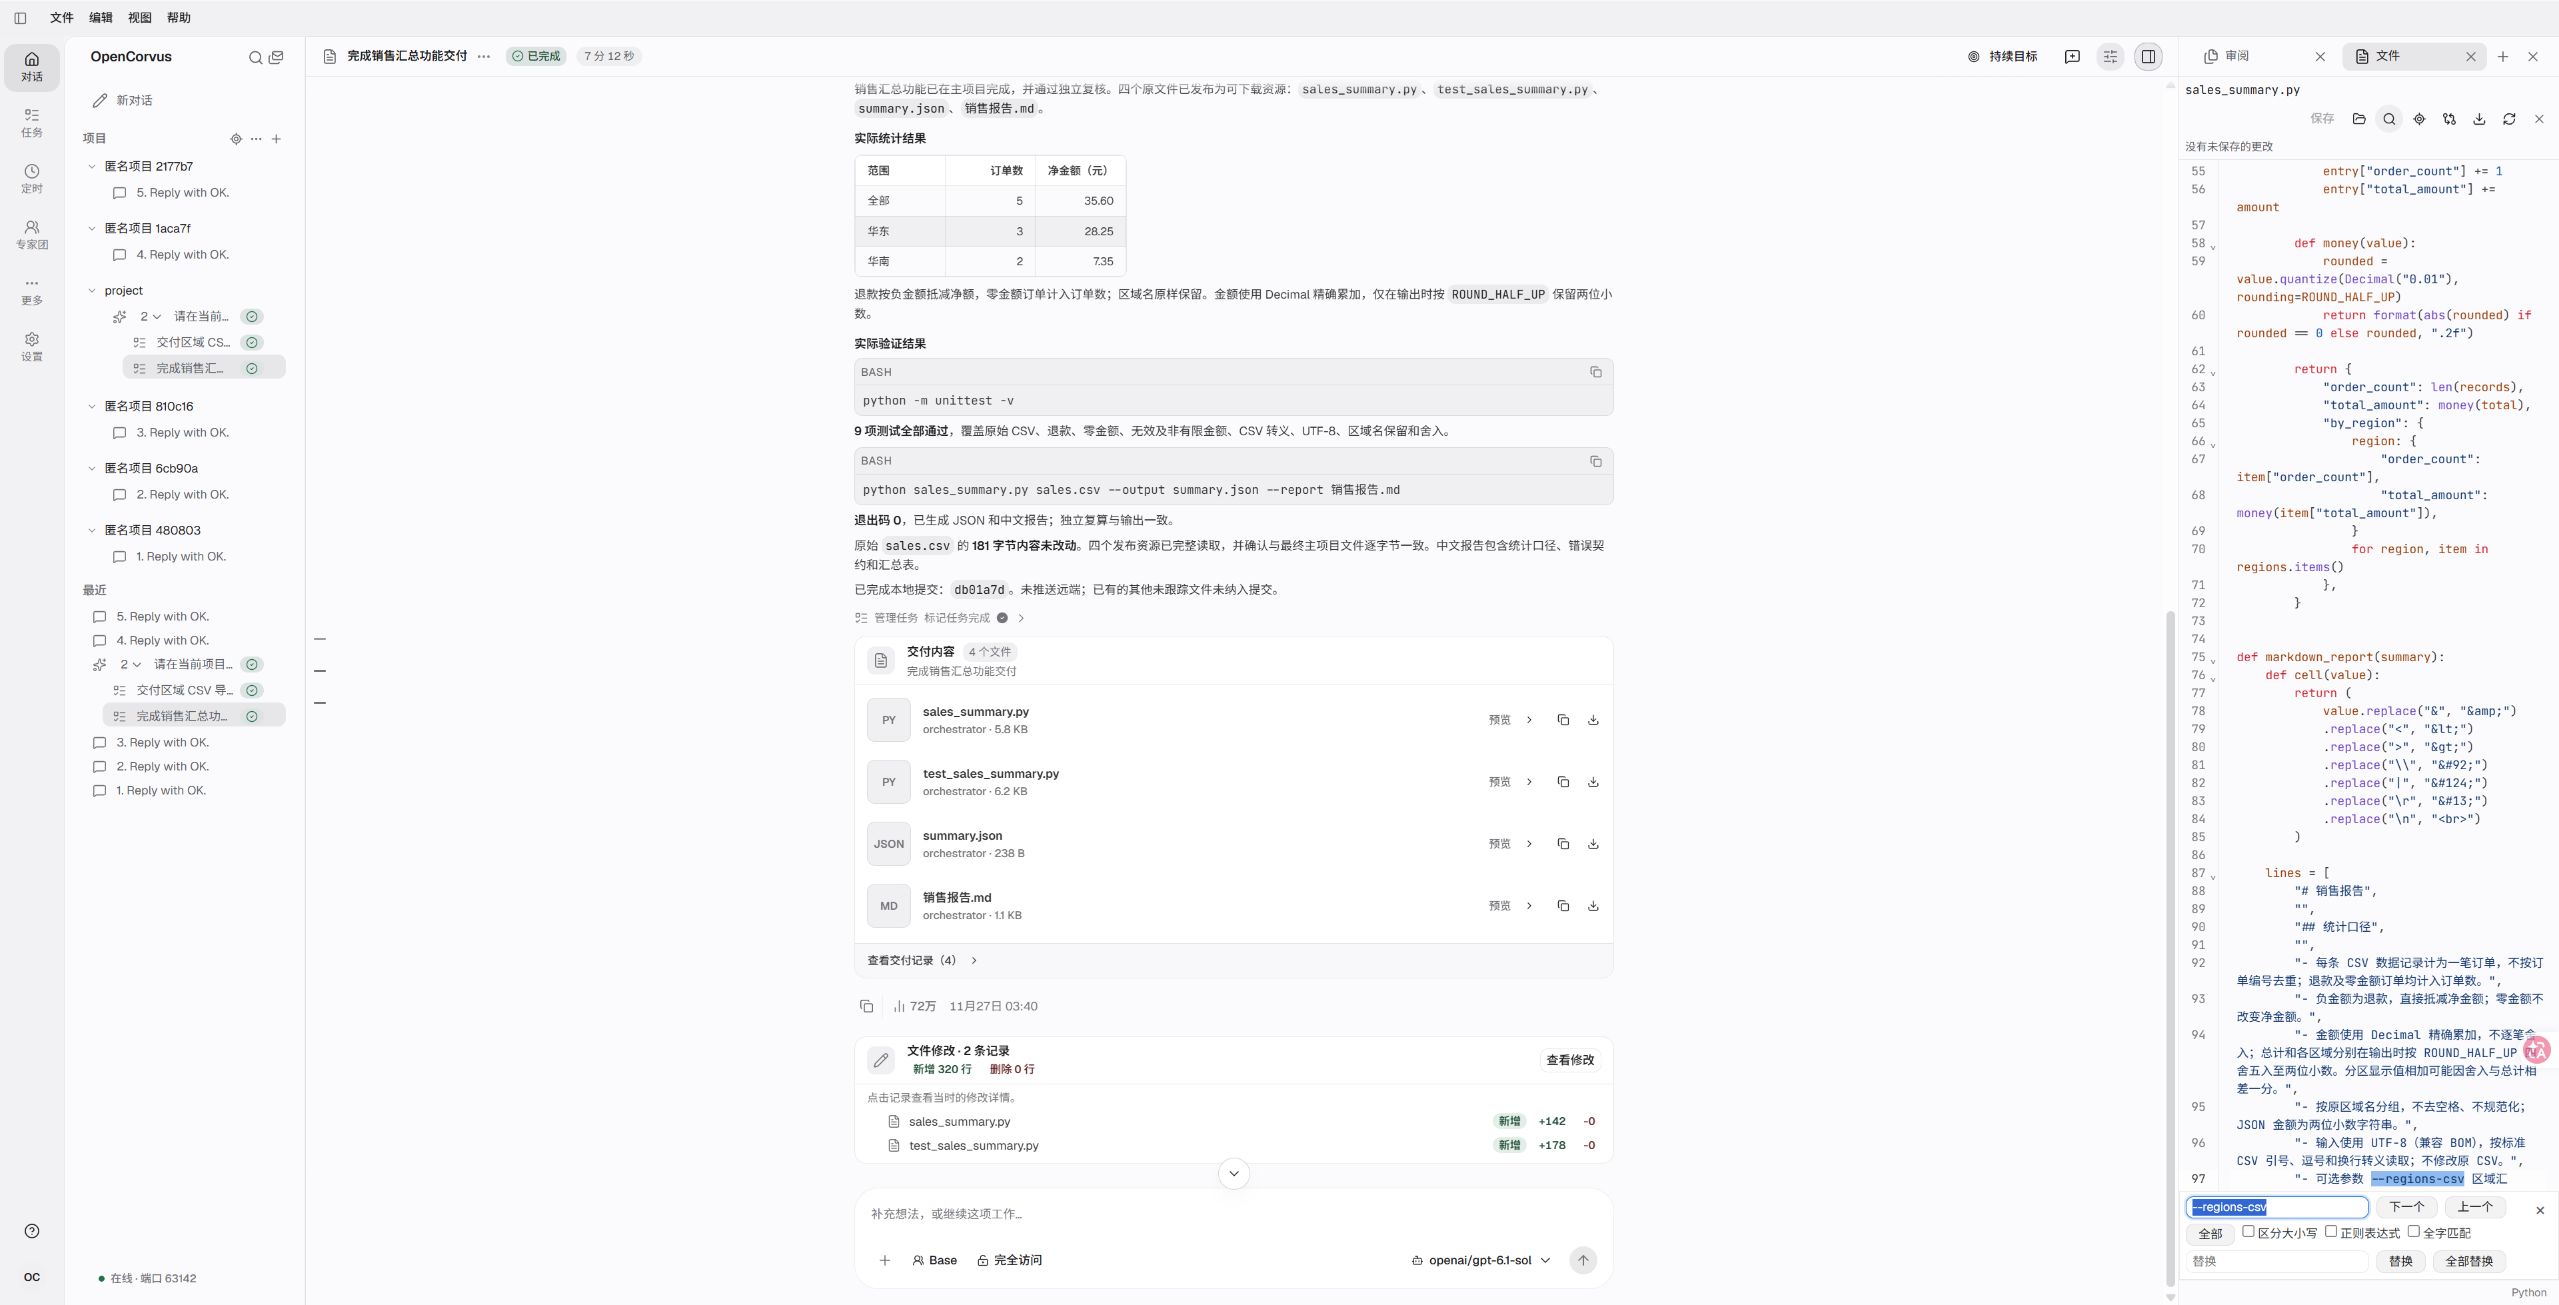 文件 编辑 视图 帮助
对话
任务
定时
专家团
更多
设置
OC
OpenCorvus
新对话
项目
匿名项目 2177b7
5. Reply with OK.
匿名项目 1aca7f
4. Reply with OK.
project
2 请在当前...
交付区域 CS...
完成销售汇...
匿名项目 810c16
3. Reply with OK.
匿名项目 6cb90a
2. Reply with OK.
匿名项目 480803
1. Reply with OK.
最近
5. Reply with OK.
4. Reply with OK.
2 请在当前项目...
交付区域 CSV 导...
完成销售汇总功...
3. Reply with OK.
2. Reply with OK.
1. Reply with OK.
在线 · 端口 63142
完成销售汇总功能交付 ... 已完成 7 分 12 秒
持续目标
销售汇总功能已在主项目完成，并通过独立复核。四个原文件已发布为可下载资源： sales_summary.py 、 test_sales_summary.py 、
summary.json 、 销售报告.md 。
实际统计结果
范围 订单数 净金额（元）
全部 5 35.60
华东 3 28.25
华南 2 7.35
退款按负金额抵减净额，零金额订单计入订单数；区域名原样保留。金额使用 Decimal 精确累加，仅在输出时按 ROUND_HALF_UP 保留两位小
数。
实际验证结果
BASH
python -m unittest -v
9 项测试全部通过，覆盖原始 CSV、退款、零金额、无效及非有限金额、CSV 转义、UTF-8、区域名保留和舍入。
BASH
python sales_summary.py sales.csv --output summary.json --report 销售报告.md
退出码 0，已生成 JSON 和中文报告；独立复算与输出一致。
原始 sales.csv 的 181 字节内容未改动。四个发布资源已完整读取，并确认与最终主项目文件逐字节一致。中文报告包含统计口径、错误契
约和汇总表。
已完成本地提交： db01a7d 。未推送远端；已有的其他未跟踪文件未纳入提交。
管理任务 标记任务完成
交付内容 4 个文件
完成销售汇总功能交付
PY
sales_summary.py
orchestrator · 5.8 KB
预览
PY
test_sales_summary.py
orchestrator · 6.2 KB
预览
JSON
summary.json
orchestrator · 238 B
预览
MD
销售报告.md
orchestrator · 1.1 KB
预览
查看交付记录（4）
72万 11月27日 03:40
文件修改 · 2 条记录
新增 320 行 删除 0 行
查看修改
点击记录查看当时的修改详情。
sales_summary.py 新增 +142 -0
test_sales_summary.py 新增 +178 -0
补充想法，或继续这项工作...
Base 完全访问 openai/gpt-6.1-sol
审阅 文件
sales_summary.py
保存
没有未保存的更改
55 entry["order_count"] += 1
56 entry["total_amount"] +=
amount
57
58 def money(value):
59 rounded =
value.quantize(Decimal("0.01"),
rounding=ROUND_HALF_UP)
60 return format(abs(rounded) if
rounded == 0 else rounded, ".2f")
61
62 return {
63 "order_count": len(records),
64 "total_amount": money(total),
65 "by_region": {
66 region: {
67 "order_count":
item["order_count"],
68 "total_amount":
money(item["total_amount"]),
69 }
70 for region, item in
regions.items()
71 },
72 }
73
74
75 def markdown_report(summary):
76 def cell(value):
77 return (
78 value.replace("&", "&amp;")
79 .replace("<", "&lt;")
80 .replace(">", "&gt;")
81 .replace("\\", "&#92;")
82 .replace("|", "&#124;")
83 .replace("\r", "&#13;")
84 .replace("\n", "<br>")
85 )
86
87 lines = [
88 "# 销售报告",
89 "",
90 "## 统计口径",
91 "",
92 "- 每条 CSV 数据记录计为一笔订单，不按订
单编号去重；退款及零金额订单均计入订单数。",
93 "- 负金额为退款，直接抵减净金额；零金额不
改变净金额。",
94 "- 金额使用 Decimal 精确累加，不逐笔舍
入；总计和各区域分别在输出时按 ROUND_HALF_UP
舍五入至两位小数。分区显示值相加可能因舍入与总计相
差一分。",
95 "- 按原区域名分组，不去空格、不规范化；
JSON 金额为两位小数字符串。",
96 "- 输入使用 UTF-8（兼容 BOM），按标准
CSV 引号、逗号和换行转义读取；不修改原 CSV。",
97 "- 可选参数 --regions-csv 区域汇
--regions-csv 下一个 上一个
全部 区分大小写 正则表达式 全字匹配
替换 替换 全部替换
Python